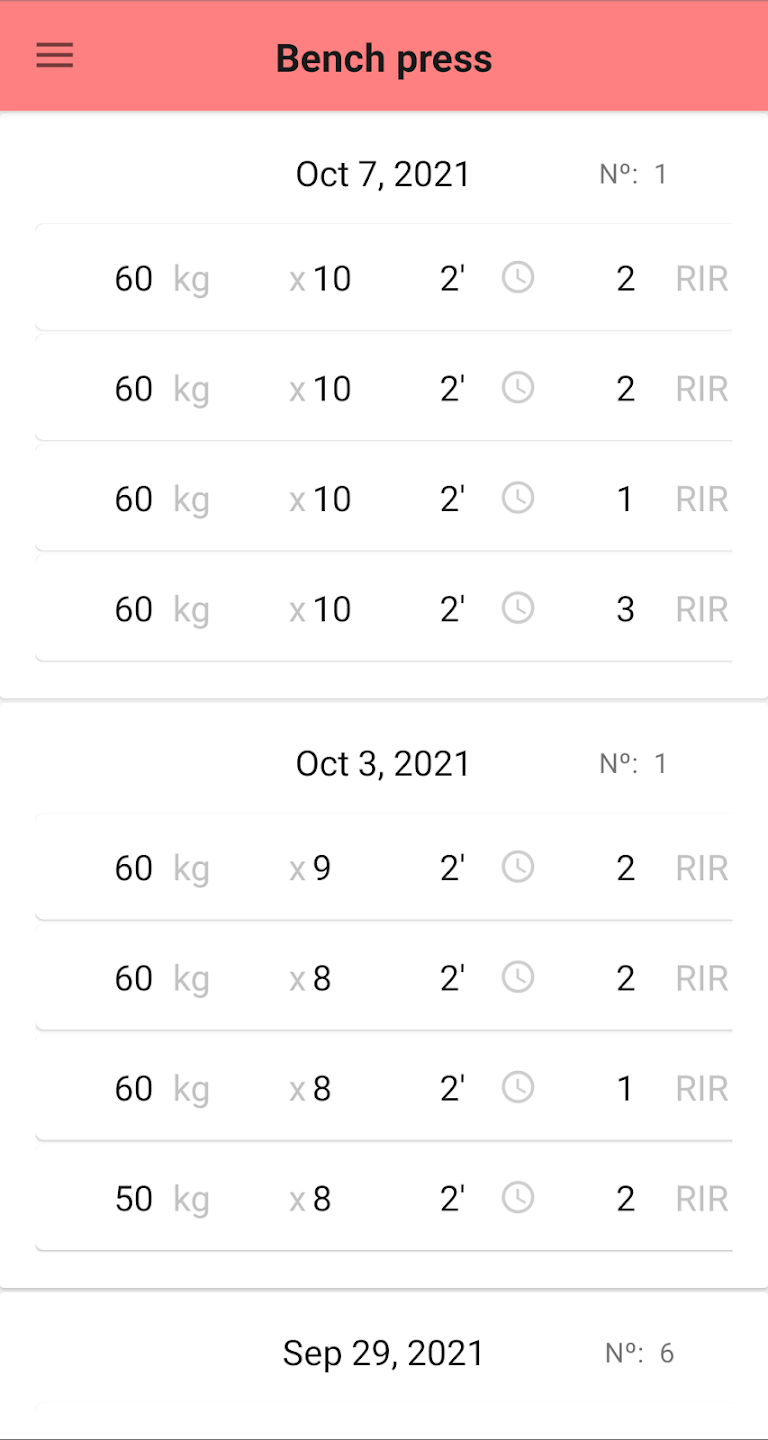 Bench press
Oct 7, 2021 Nº: 1
60 kg x 10 2' 2 RIR
60 kg x 10 2' 2 RIR
60 kg x 10 2' 1 RIR
60 kg x 10 2' 3 RIR
Oct 3, 2021 Nº: 1
60 kg x 9 2' 2 RIR
60 kg x 8 2' 2 RIR
60 kg x 8 2' 1 RIR
50 kg x 8 2' 2 RIR
Sep 29, 2021 Nº: 6